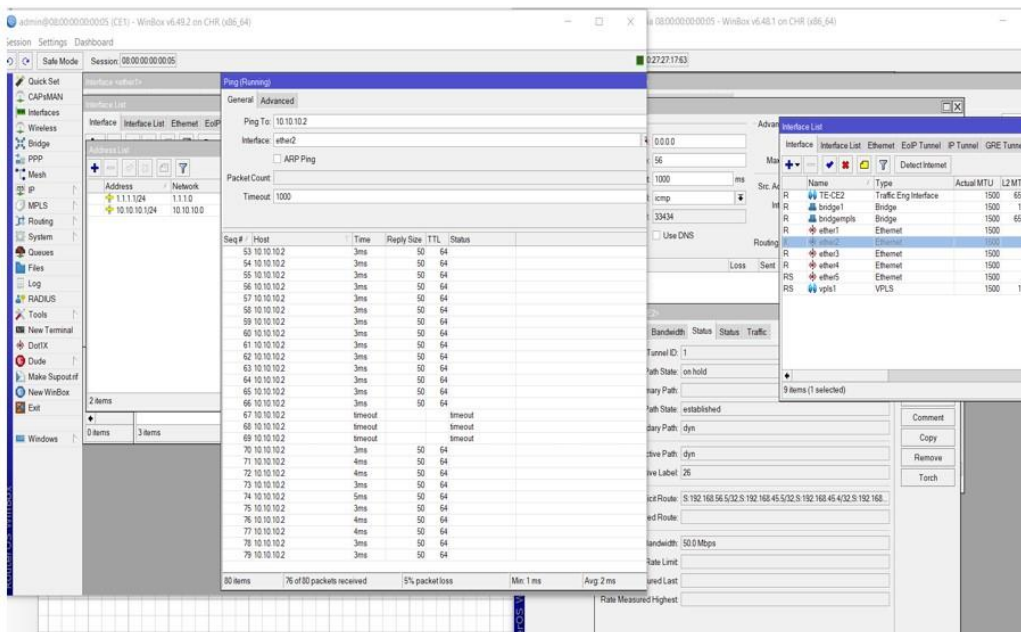 admin@08:00:00:00:00:05 (CE1) - WinBox v6.49.2 on CHR (x86_64)
Session Settings Dashboard
Safe Mode Session: 08:00:00:00:00:05
Quick Set
CAPsMAN
Interfaces
Wireless
Bridge
PPP
Mesh
IP
MPLS
Routing
System
Queues
Files
Log
RADIUS
Tools
New Terminal
Dot1X
Dude
Make Supout.rif
New WinBox
Exit
Windows
Interface <ether1>
Interface List
Interface Interface List Ethernet EoIP
Address List
Address Network
1.1.1.1/24 1.1.1.0
10.10.10.1/24 10.10.10.0
2 items
0 items 3 items
Ping (Running)
General Advanced
Ping To: 10.10.10.2
Interface: ether2
ARP Ping
Packet Count:
Timeout: 1000
Seq # Host Time Reply Size TTL Status
53 10.10.10.2 3ms 50 64
54 10.10.10.2 3ms 50 64
55 10.10.10.2 3ms 50 64
56 10.10.10.2 3ms 50 64
57 10.10.10.2 3ms 50 64
58 10.10.10.2 3ms 50 64
59 10.10.10.2 3ms 50 64
60 10.10.10.2 3ms 50 64
61 10.10.10.2 3ms 50 64
62 10.10.10.2 3ms 50 64
63 10.10.10.2 3ms 50 64
64 10.10.10.2 3ms 50 64
65 10.10.10.2 3ms 50 64
66 10.10.10.2 3ms 50 64
67 10.10.10.2 timeout timeout
68 10.10.10.2 timeout timeout
69 10.10.10.2 timeout timeout
70 10.10.10.2 3ms 50 64
71 10.10.10.2 4ms 50 64
72 10.10.10.2 4ms 50 64
73 10.10.10.2 3ms 50 64
74 10.10.10.2 5ms 50 64
75 10.10.10.2 3ms 50 64
76 10.10.10.2 4ms 50 64
77 10.10.10.2 4ms 50 64
78 10.10.10.2 3ms 50 64
79 10.10.10.2 3ms 50 64
80 items 76 of 80 packets received 5% packet loss Min: 1 ms Avg: 2 ms
08:00:00:00:00:05 - WinBox v6.48.1 on CHR (x86_64)
0:27:27:17:63
0.0.0.0
56
1000 ms
icmp
33434
Use DNS
Src. Ad
Routing
Loss Sent
Interface List
Interface Interface List Ethernet EoIP Tunnel IP Tunnel GRE Tunn
Detect Internet
Name Type Actual MTU L2 MT
R TE-CE2 Traffic Eng Interface 1500 65
R bridge1 Bridge 1500 1
R bridgempls Bridge 1500 65
R ether1 Ethernet 1500
X ether2 Ethernet 1500
R ether3 Ethernet 1500
R ether4 Ethernet 1500
RS ether5 Ethernet 1500
RS vpls1 VPLS 1500 1
9 items (1 selected)
Bandwidth Status Status Traffic
Tunnel ID: 1
Path State: on hold
mary Path:
Path State: established
dary Path: dyn
ctive Path: dyn
ive Label: 26
icit Route: S:192.168.56.5/32,S:192.168.45.5/32,S:192.168.45.4/32,S:192.168...
ed Route:
Bandwidth: 50.0 Mbps
Rate Limit:
ured Last:
Rate Measured Highest:
Comment
Copy
Remove
Torch